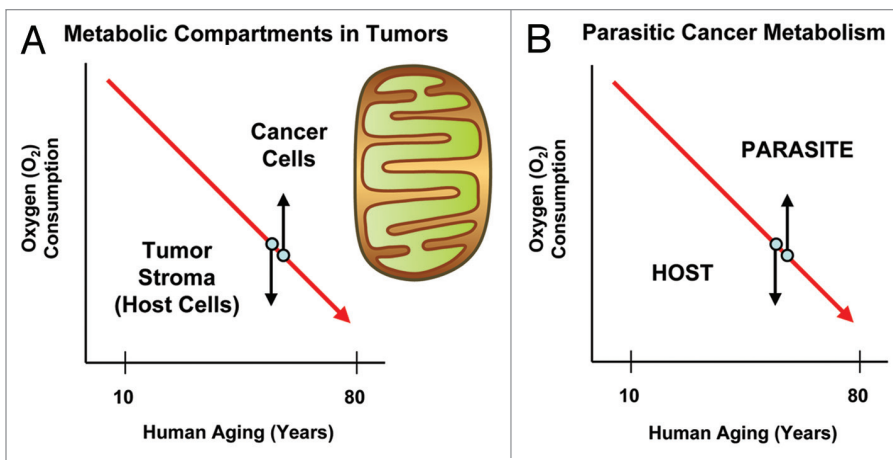 A
Metabolic Compartments in Tumors
Oxygen (O₂)
Consumption
Cancer
Cells
Tumor
Stroma
(Host Cells)
10
80
Human Aging (Years)
B
Parasitic Cancer Metabolism
Oxygen (O₂)
Consumption
PARASITE
HOST
10
80
Human Aging (Years)